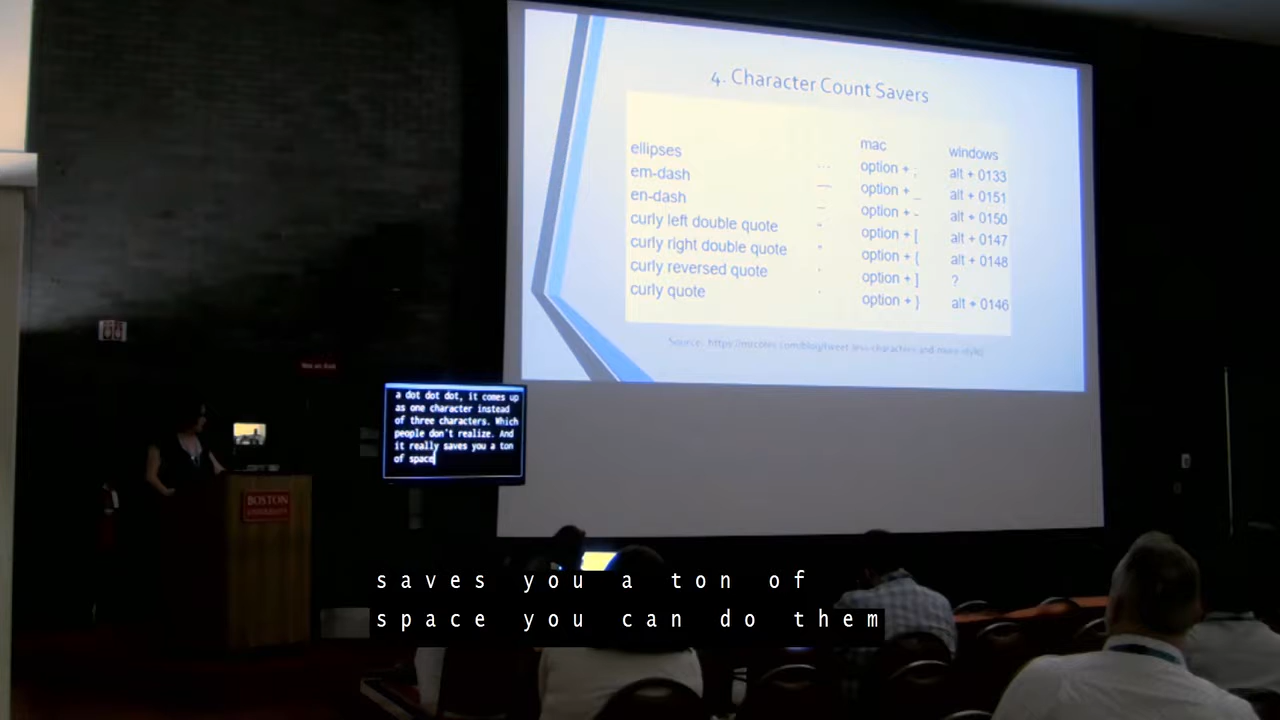 4. Character Count Savers
mac windows
ellipses ... option + ; alt + 0133
em-dash — option + _ alt + 0151
en-dash – option + - alt + 0150
curly left double quote “ option + [ alt + 0147
curly right double quote ” option + { alt + 0148
curly reversed quote ‘ option + ] ?
curly quote ’ option + } alt + 0146
Source:
a dot dot dot, it comes up
as one character instead
of three characters. Which
people don't realize. And
it really saves you a ton
of space
BOSTON
UNIVERSITY
saves you a ton of
space you can do them